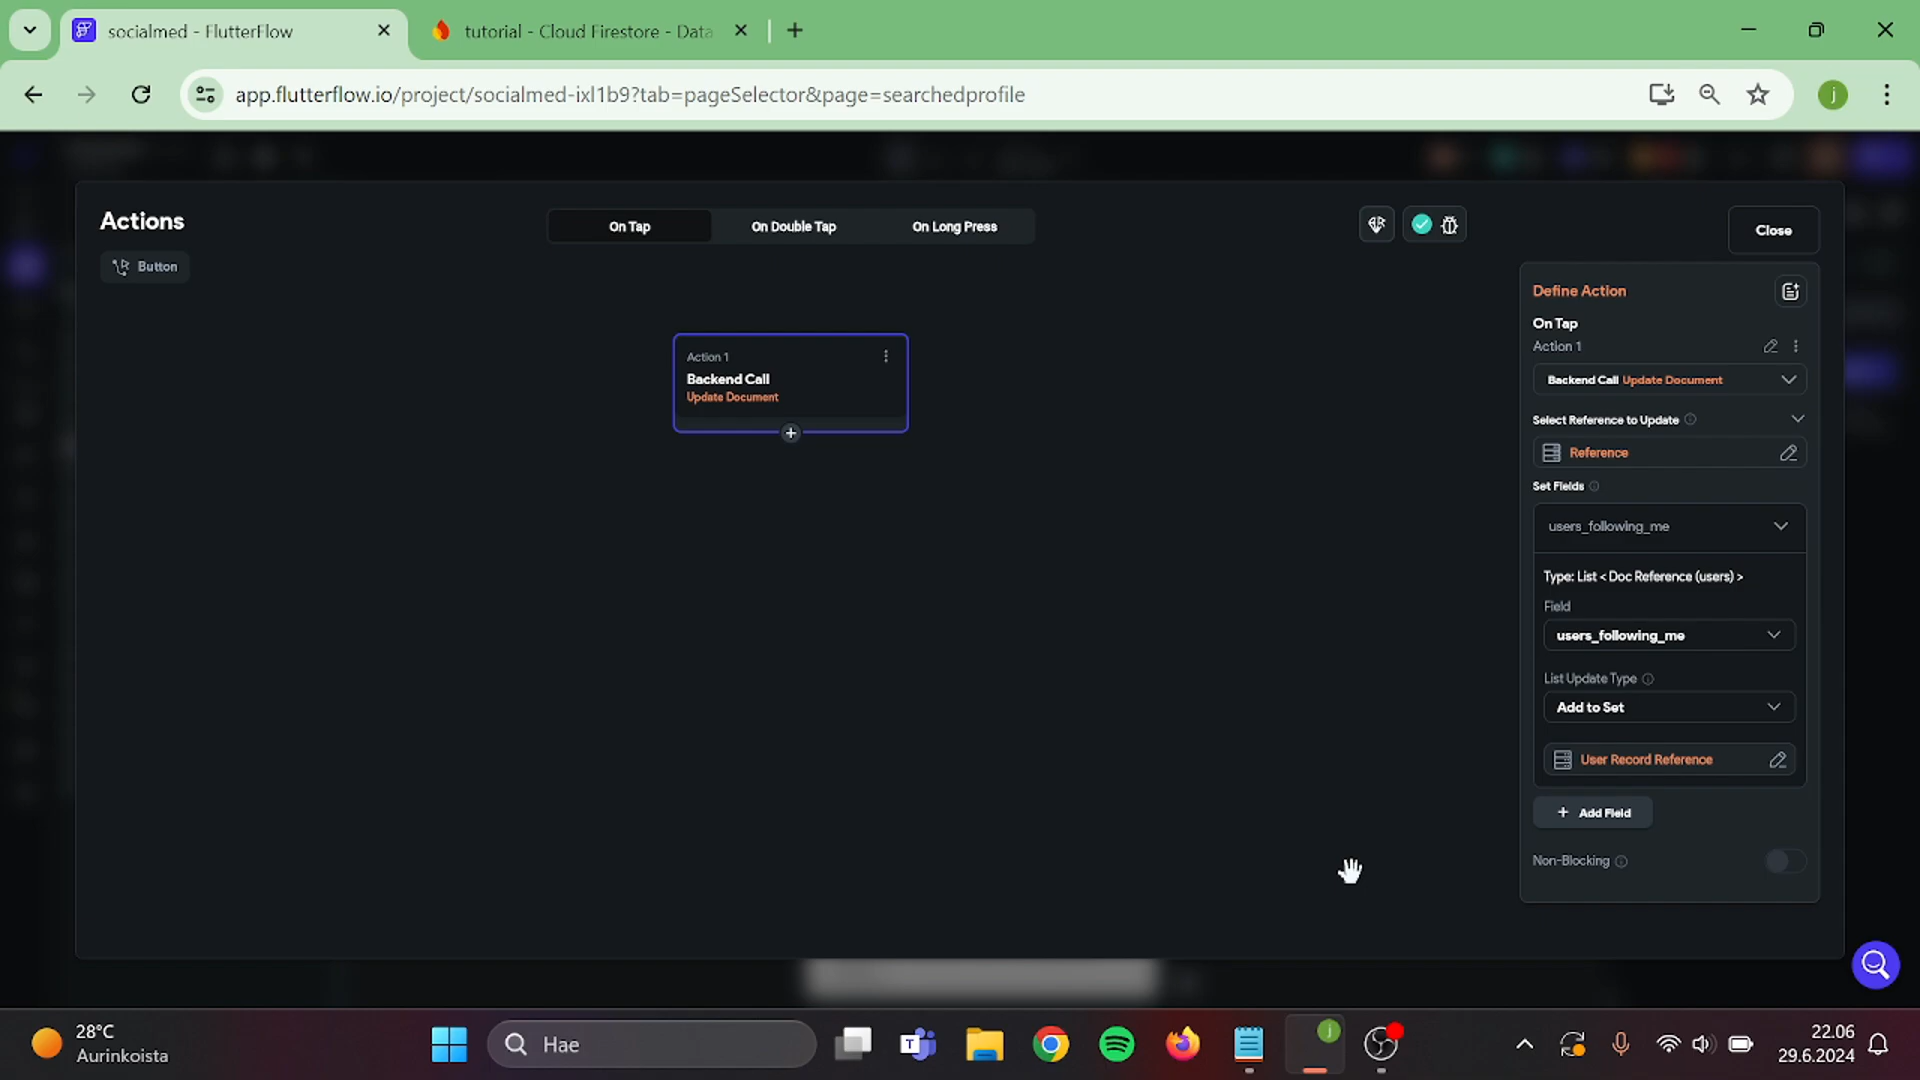 socialmed - FlutterFlow
tutorial - Cloud Firestore - Data
app.flutterflow.io/project/socialmed-ixl1b9?tab=pageSelector&page=searchedprofile
j
Actions
On Tap
On Double Tap
On Long Press
Close
Button
Define Action
On Tap
Action 1
Backend Call Update Document
Select Reference to Update
Reference
Set Fields
users_following_me
Type: List < Doc Reference (users) >
Field
users_following_me
List Update Type
Add to Set
User Record Reference
+ Add Field
Non-Blocking
Action 1
Backend Call
Update Document
28°C
Aurinkoista
Hae
j
22.06
29.6.2024